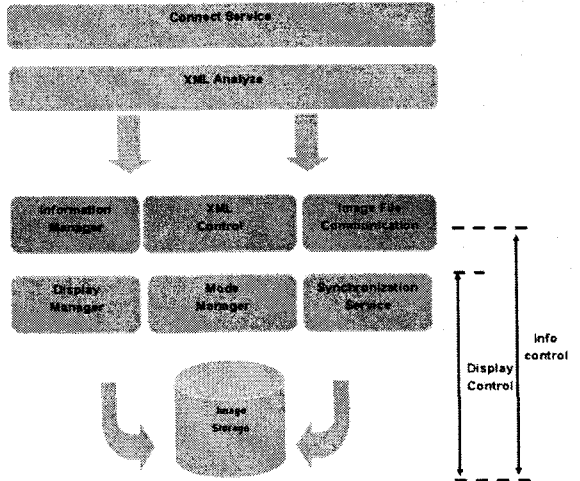 Connect Service
XML Analyze
Information
Manager
XML
Control
Image File
Communication
Display
Manager
Mode
Manager
Synchronization
Service
Image
Storage
Display
Control
Info
control